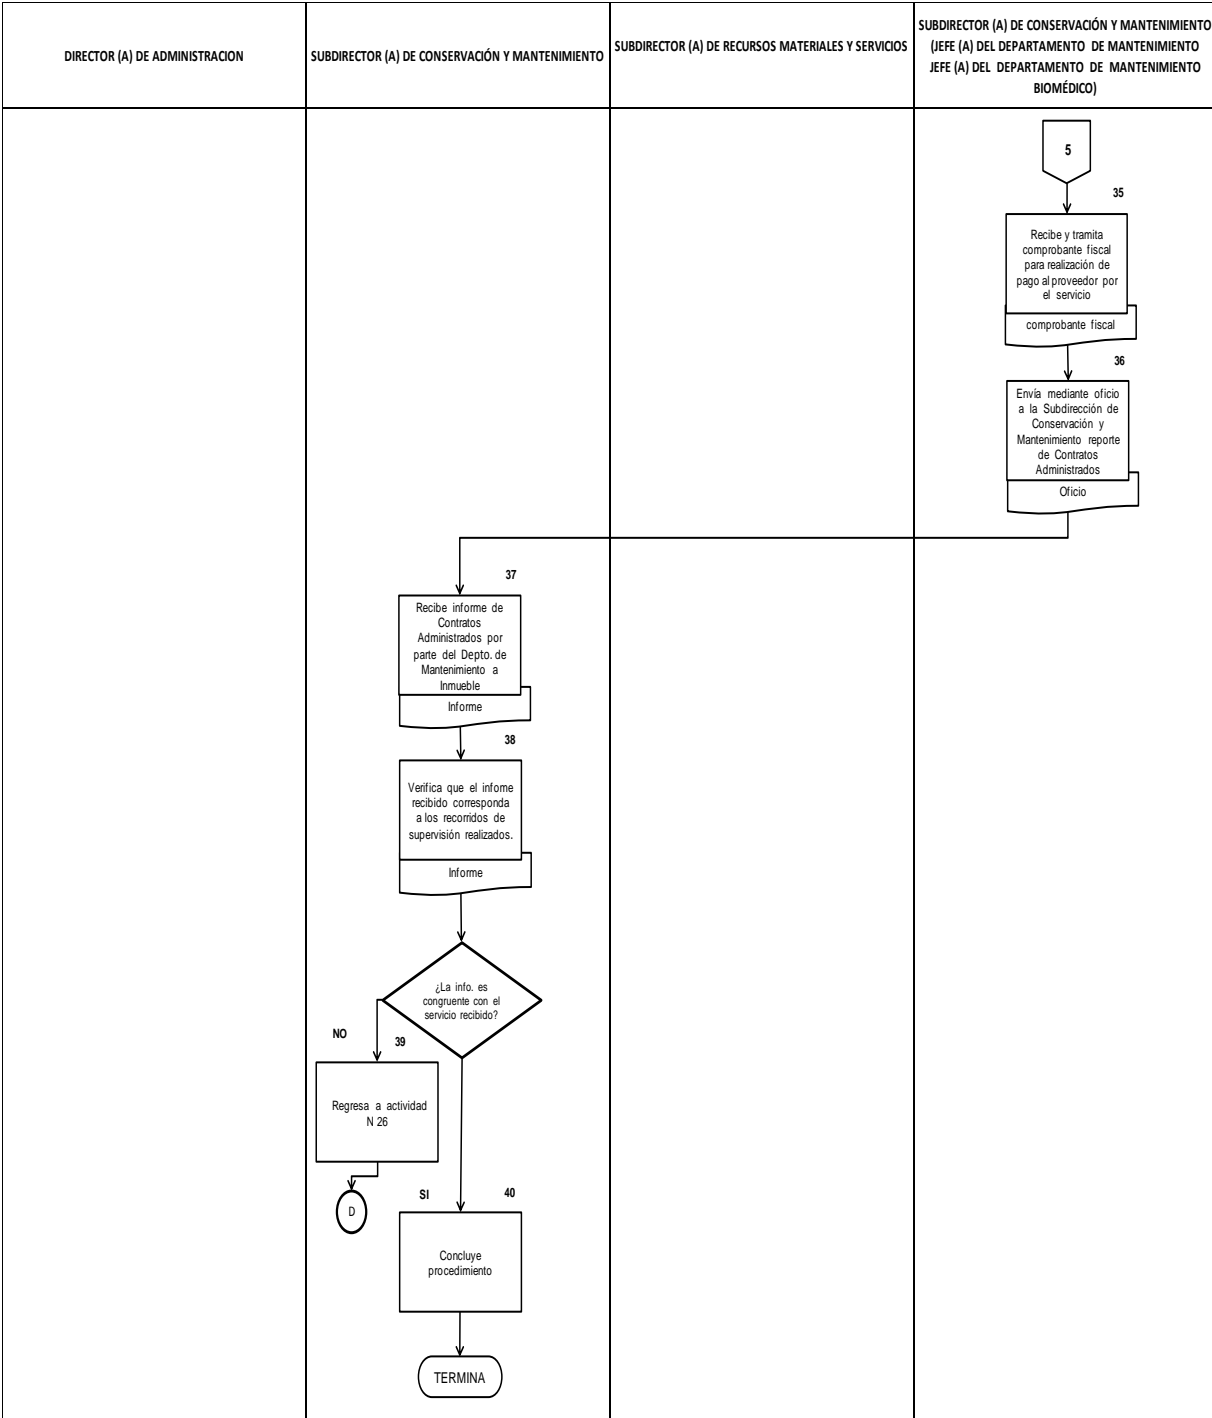 DIRECTOR (A) DE ADMINISTRACION
SUBDIRECTOR (A) DE CONSERVACIÓN Y MANTENIMIENTO
SUBDIRECTOR (A) DE RECURSOS MATERIALES Y SERVICIOS
SUBDIRECTOR (A) DE CONSERVACIÓN Y MANTENIMIENTO
(JEFE (A) DEL DEPARTAMENTO DE MANTENIMIENTO
JEFE (A) DEL DEPARTAMENTO DE MANTENIMIENTO
BIOMÉDICO)
5
35
Recibe y tramita
comprobante fiscal
para realización de
pago al proveedor por
el servicio
comprobante fiscal
36
Envía mediante oficio
a la Subdirección de
Conservación y
Mantenimiento reporte
de Contratos
Administrados
Oficio
37
Recibe informe de
Contratos
Administrados por
parte del Depto. de
Mantenimiento a
Inmueble
Informe
38
Verifica que el informe
recibido corresponda
a los recorridos de
supervisión realizados.
Informe
¿La info. es
congruente con el
servicio recibido?
NO
39
Regresa a actividad
N 26
D
SI
40
Concluye
procedimiento
TERMINA